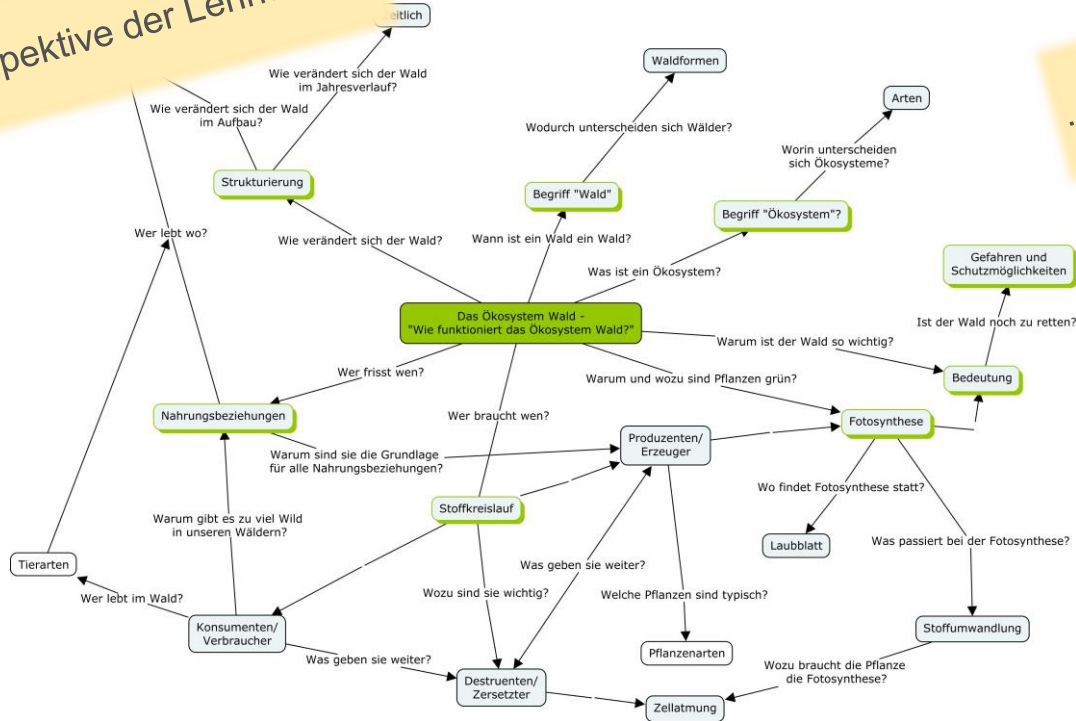 zeitlich
Wie verändert sich der Wald
im Jahresverlauf?
Wie verändert sich der Wald
im Aufbau?
Waldformen
Arten
Wodurch unterscheiden sich Wälder?
Worin unterscheiden
sich Ökosysteme?
Strukturierung
Begriff "Wald"
Begriff "Ökosystem"?
Wer lebt wo?
Wie verändert sich der Wald?
Wann ist ein Wald ein Wald?
Was ist ein Ökosystem?
Gefahren und
Schutzmöglichkeiten
Das Ökosystem Wald -
"Wie funktioniert das Ökosystem Wald?"
Ist der Wald noch zu retten?
Warum ist der Wald so wichtig?
Wer frisst wen?
Warum und wozu sind Pflanzen grün?
Bedeutung
Nahrungsbeziehungen
Wer braucht wen?
Fotosynthese
Produzenten/
Erzeuger
Warum sind sie die Grundlage
für alle Nahrungsbeziehungen?
Wo findet Fotosynthese statt?
Stoffkreislauf
Warum gibt es zu viel Wild
in unseren Wäldern?
Laubblatt
Was passiert bei der Fotosynthese?
Tierarten
Was geben sie weiter?
Wer lebt im Wald?
Wozu sind sie wichtig?
Welche Pflanzen sind typisch?
Konsumenten/
Verbraucher
Stoffumwandlung
Was geben sie weiter?
Pflanzenarten
Wozu braucht die Pflanze
die Fotosynthese?
Destruenten/
Zersetzter
Zellatmung